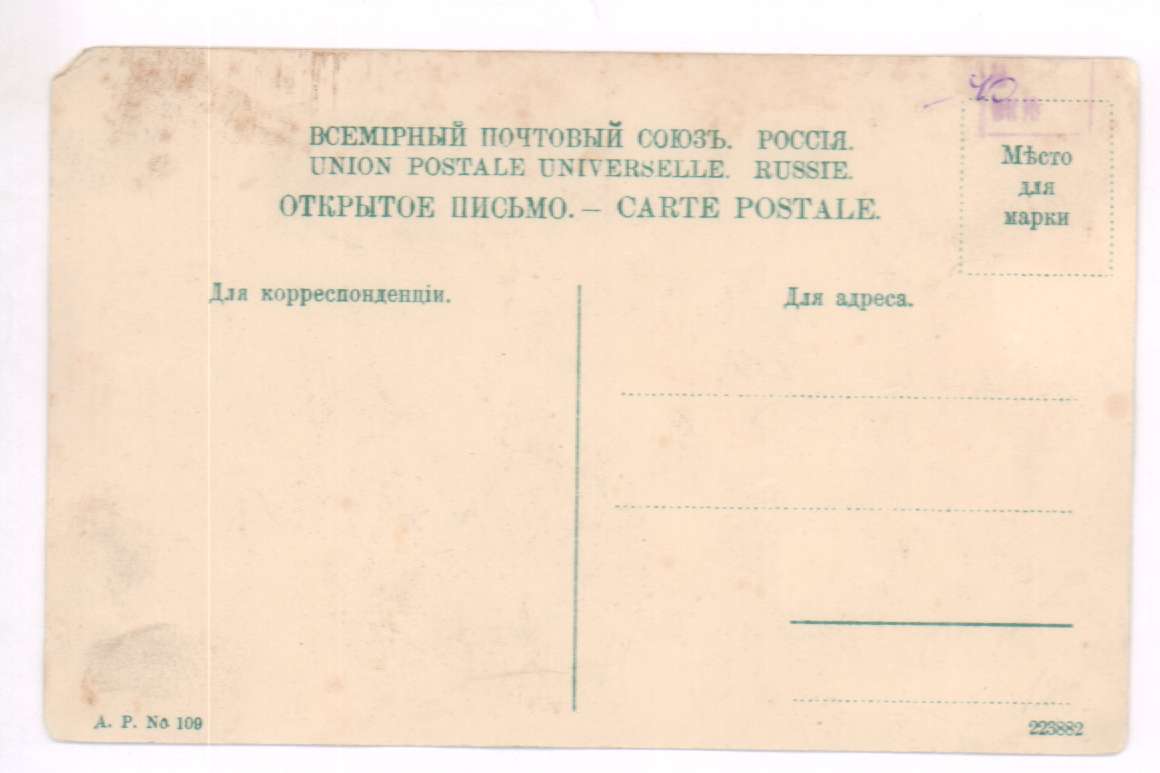 ВСЕМІРНЫЙ ПОЧТОВЫЙ СОЮЗЪ. РОССІЯ.
UNION POSTALE UNIVERSELLE. RUSSIE.
ОТКРЫТОЕ ПИСЬМО. — CARTE POSTALE.
Мѣсто
для
марки
Для корреспонденціи.
Для адреса.
A. P. No 109
223882